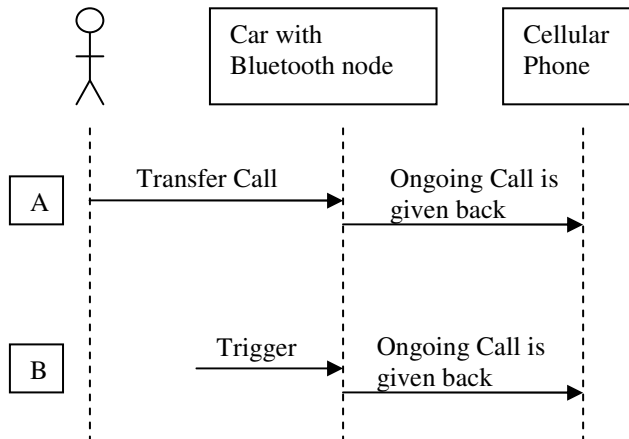 Car with
Bluetooth node
Cellular
Phone
A
Transfer Call
Ongoing Call is
given back
B
Trigger
Ongoing Call is
given back